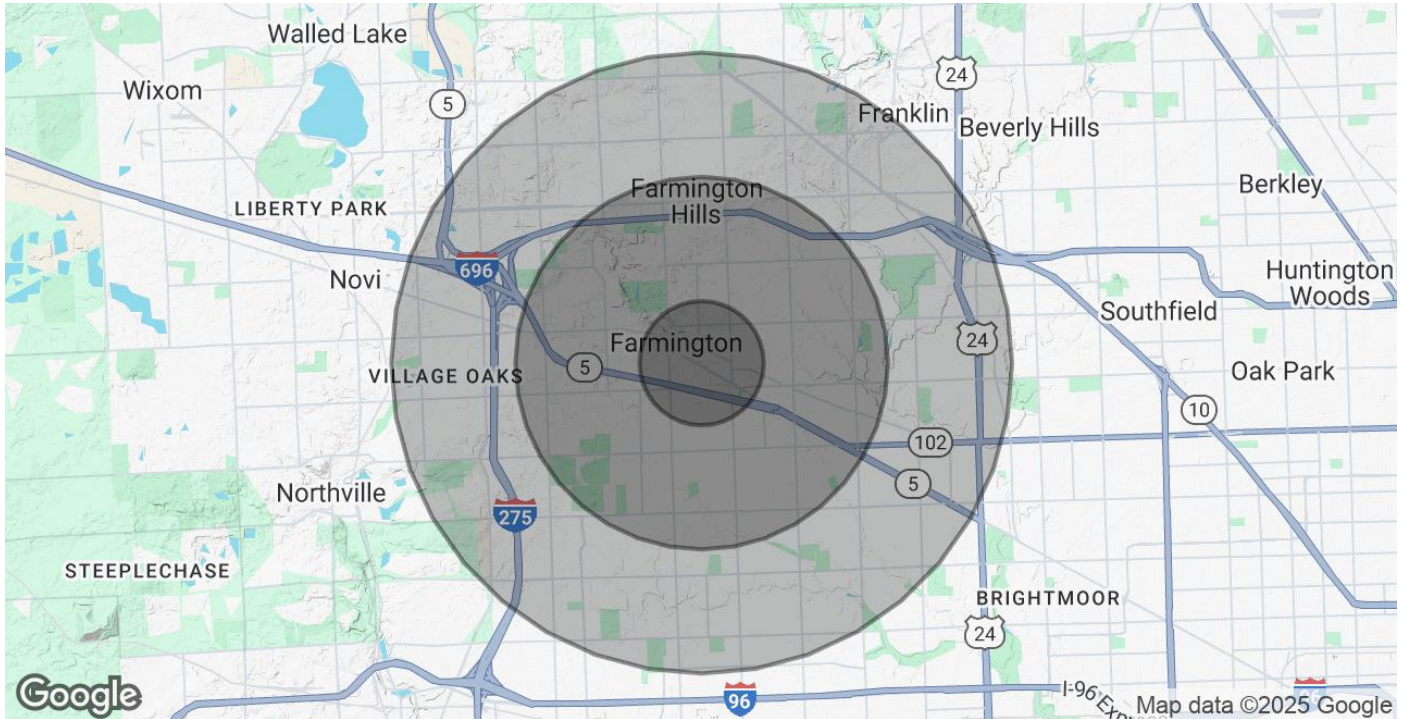 Walled Lake
24
Wixom
5
Franklin
Beverly Hills
Farmington
Hills
Berkley
LIBERTY PARK
696
Novi
Huntington
Woods
Southfield
24
Farmington
5
VILLAGE OAKS
Oak Park
10
102
5
Northville
275
STEEPLECHASE
BRIGHTMOOR
24
Google
96
I-96
Map data ©2025 Google